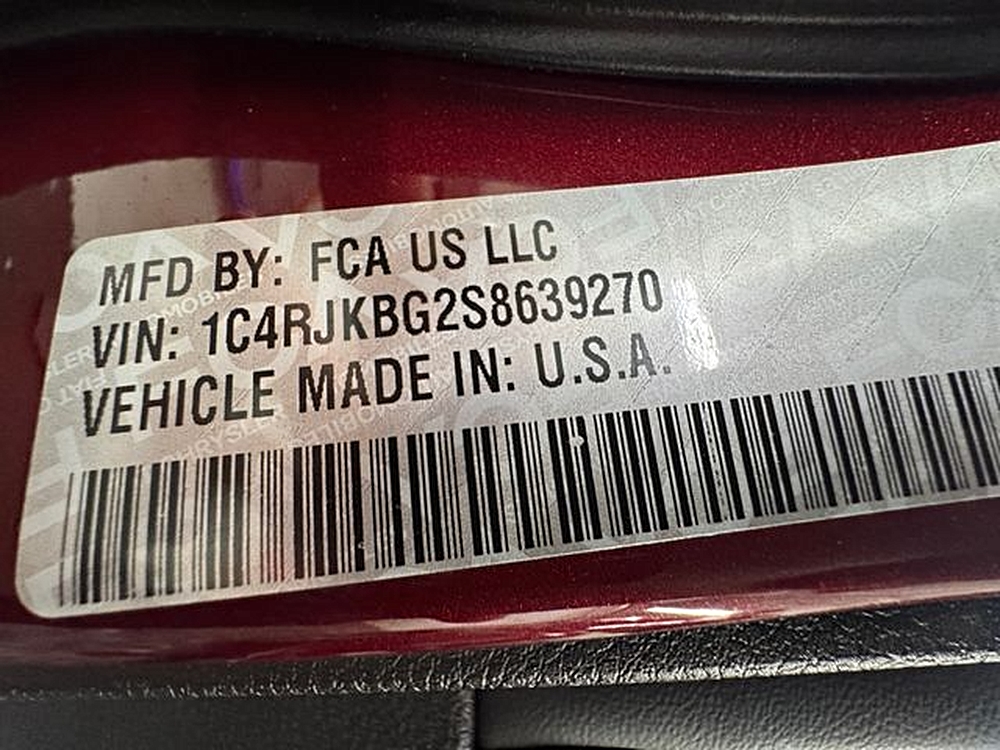 MFD BY: FCA US LLC
VIN: 1C4RJKBG2S8639270
VEHICLE MADE IN: U.S.A.